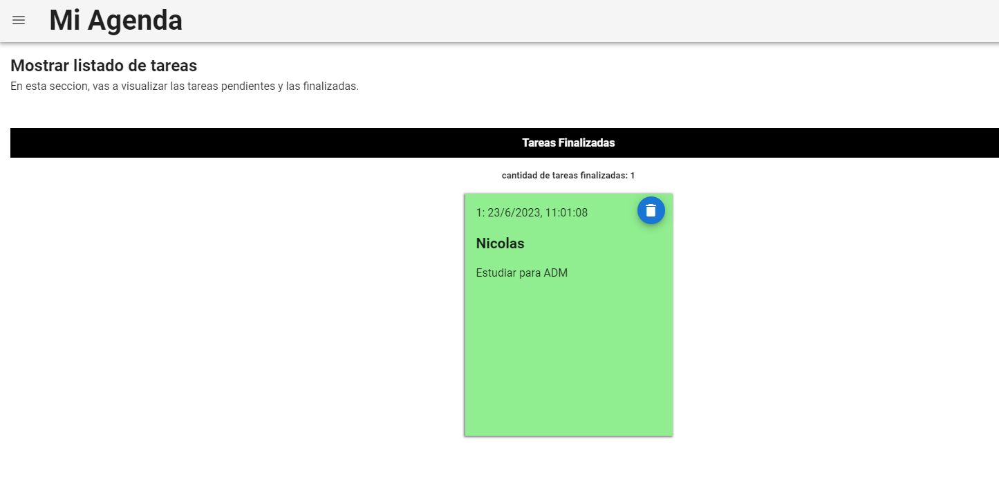 Mi Agenda
Mostrar listado de tareas
En esta seccion, vas a visualizar las tareas pendientes y las finalizadas.
Tareas Finalizadas
cantidad de tareas finalizadas: 1
1: 23/6/2023, 11:01:08
Nicolas
Estudiar para ADM